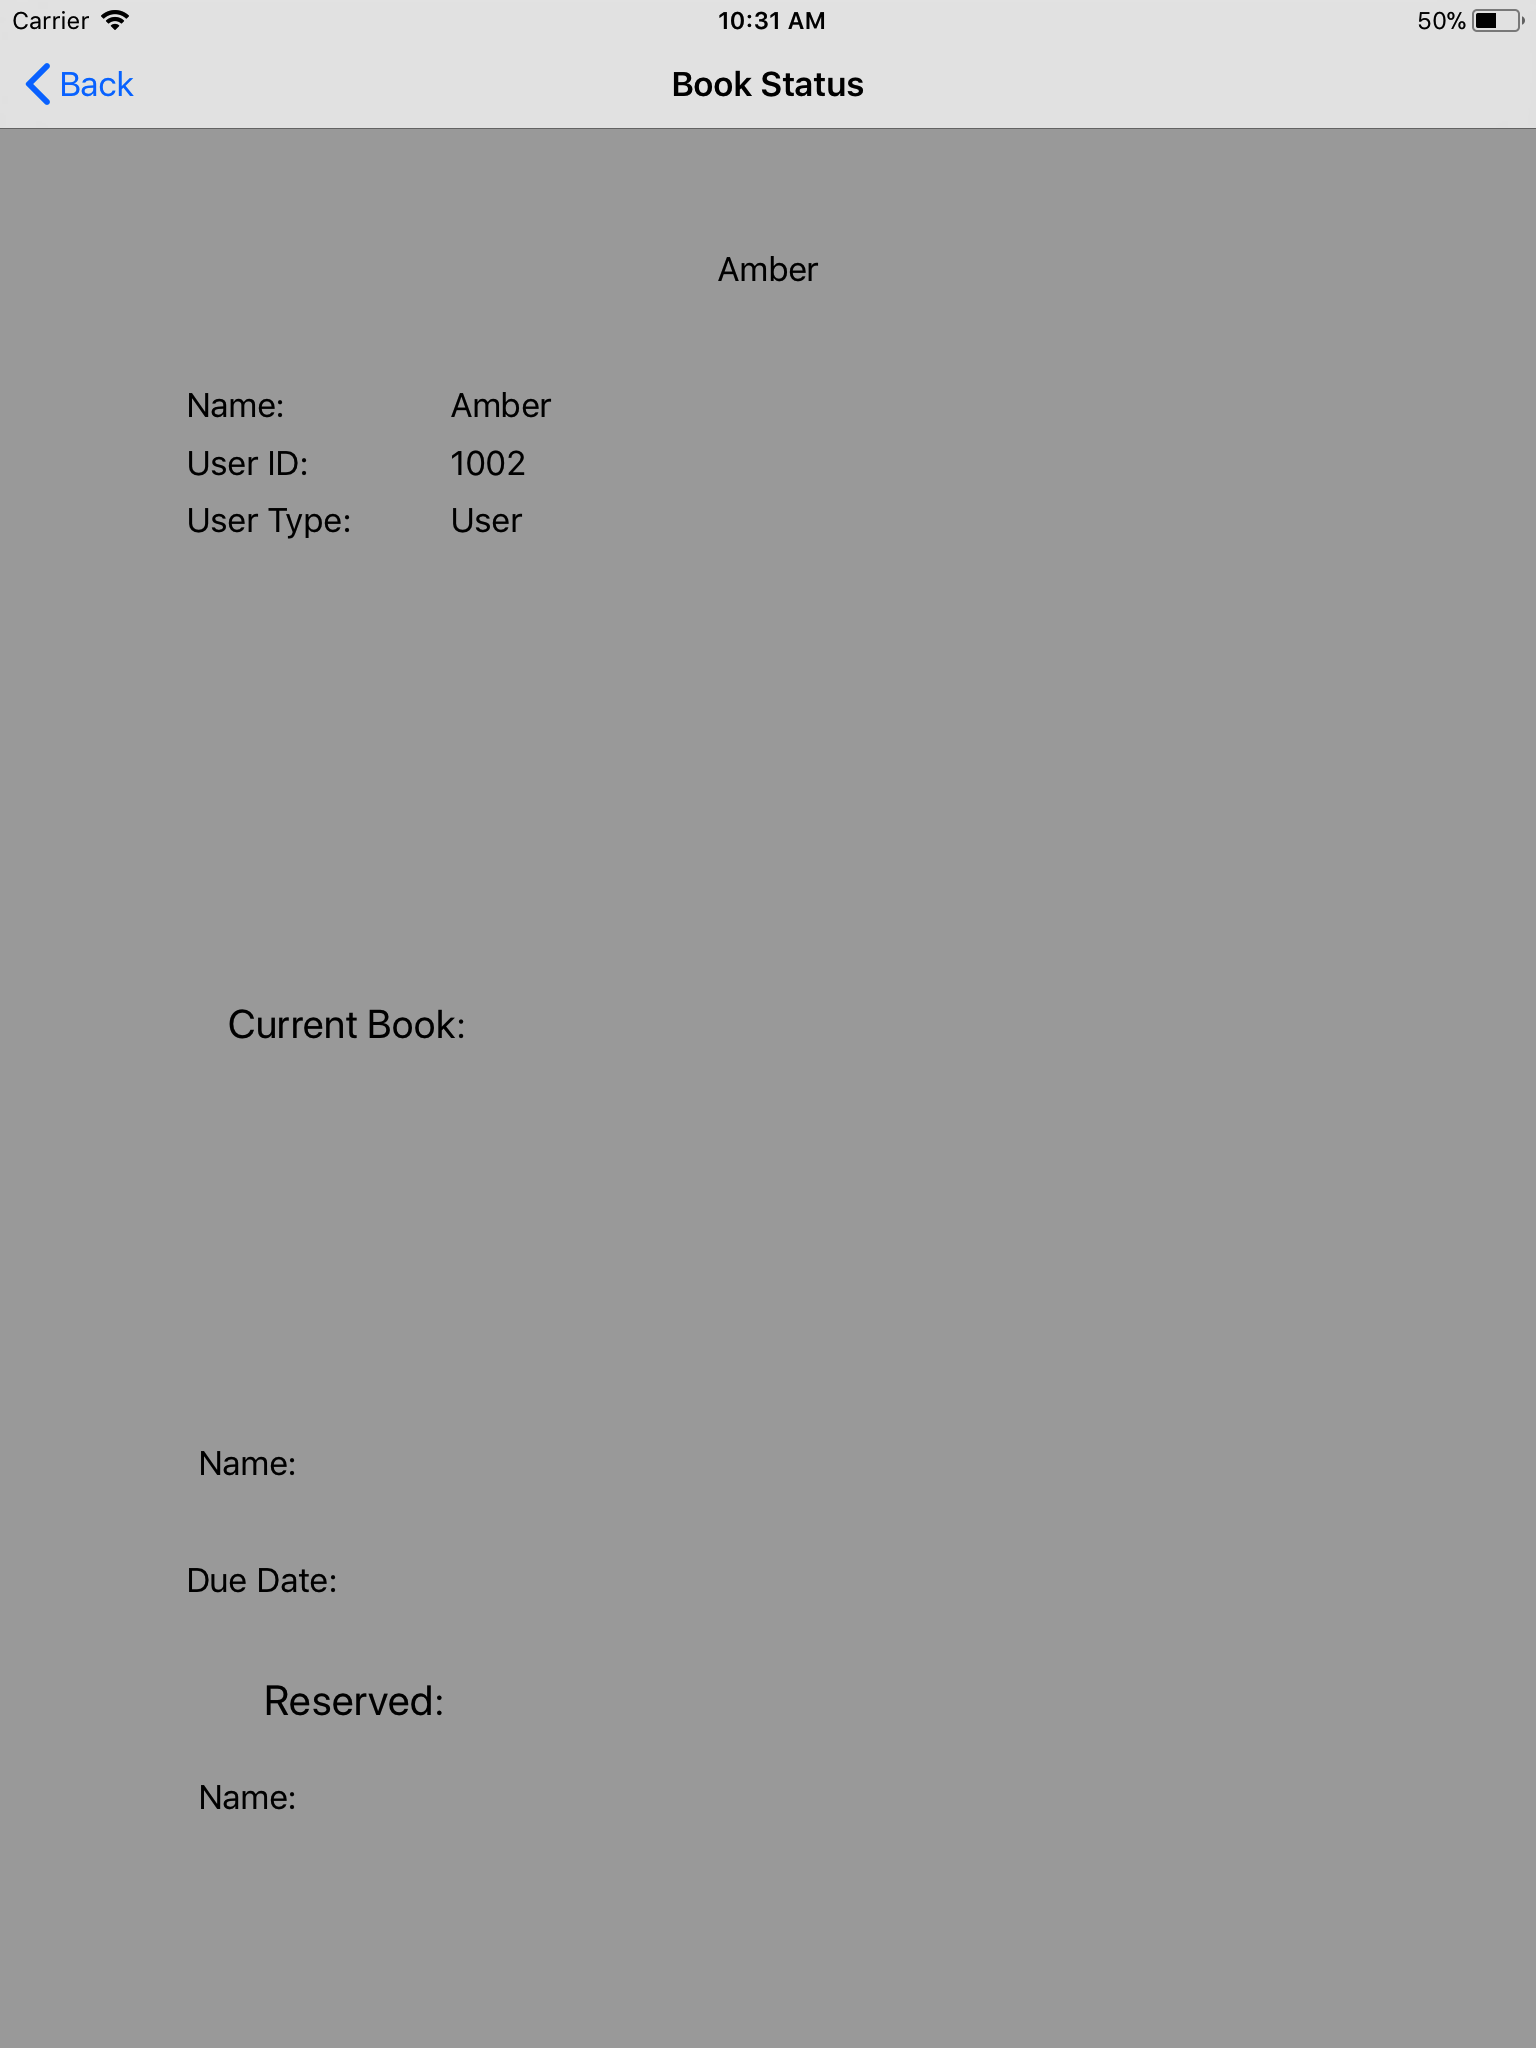 Carrier 10:31 AM 50%
Back Book Status
Amber
Name: Amber
User ID: 1002
User Type: User
Current Book:
Name:
Due Date:
Reserved:
Name: